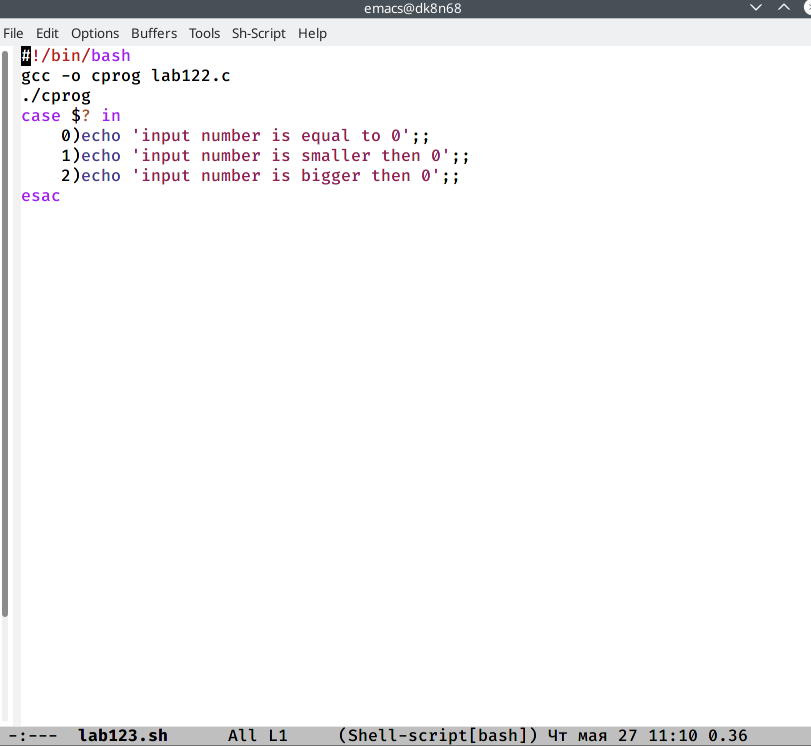 emacs@dk8n68
File Edit Options Buffers Tools Sh-Script Help
#!/bin/bash
gcc -o cprog lab122.c
./cprog
case $? in
    0)echo 'input number is equal to 0';;
    1)echo 'input number is smaller then 0';;
    2)echo 'input number is bigger then 0';;
esac
-:--- lab123.sh All L1 (Shell-script[bash]) Чт мая 27 11:10 0.36